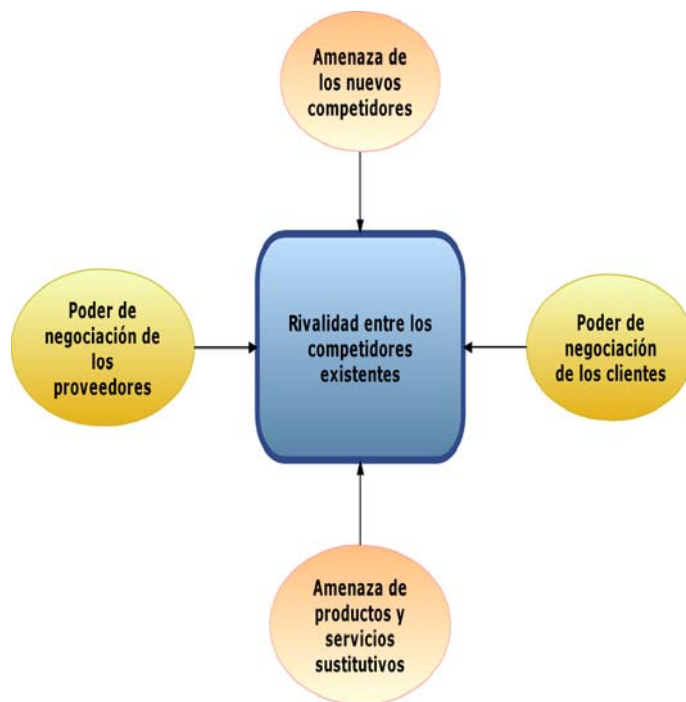 Amenaza de
los nuevos
competidores
Poder de
negociación de
los
proveedores
Rivalidad entre los
competidores
existentes
Poder de
negociación
de los clientes
Amenaza de
productos y
servicios
sustitutivos